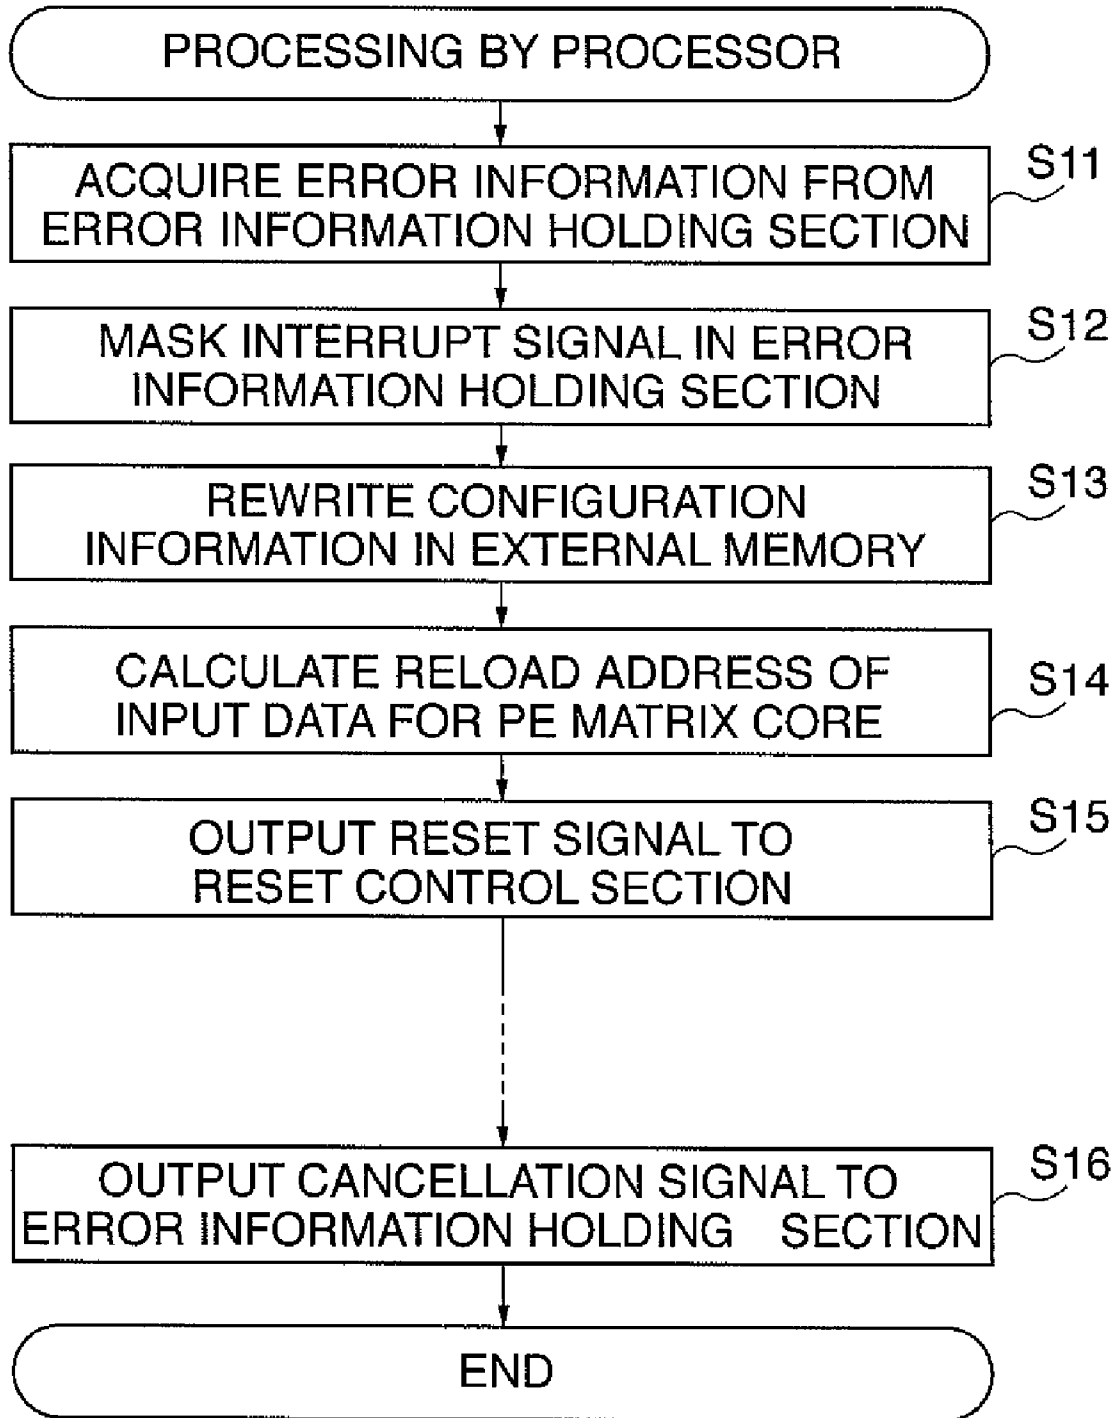 PROCESSING BY PROCESSOR
S11
ACQUIRE ERROR INFORMATION FROM
ERROR INFORMATION HOLDING SECTION
S12
MASK INTERRUPT SIGNAL IN ERROR
INFORMATION HOLDING SECTION
S13
REWRITE CONFIGURATION
INFORMATION IN EXTERNAL MEMORY
S14
CALCULATE RELOAD ADDRESS OF
INPUT DATA FOR PE MATRIX CORE
S15
OUTPUT RESET SIGNAL TO
RESET CONTROL SECTION
S16
OUTPUT CANCELLATION SIGNAL TO
ERROR INFORMATION HOLDING SECTION
END